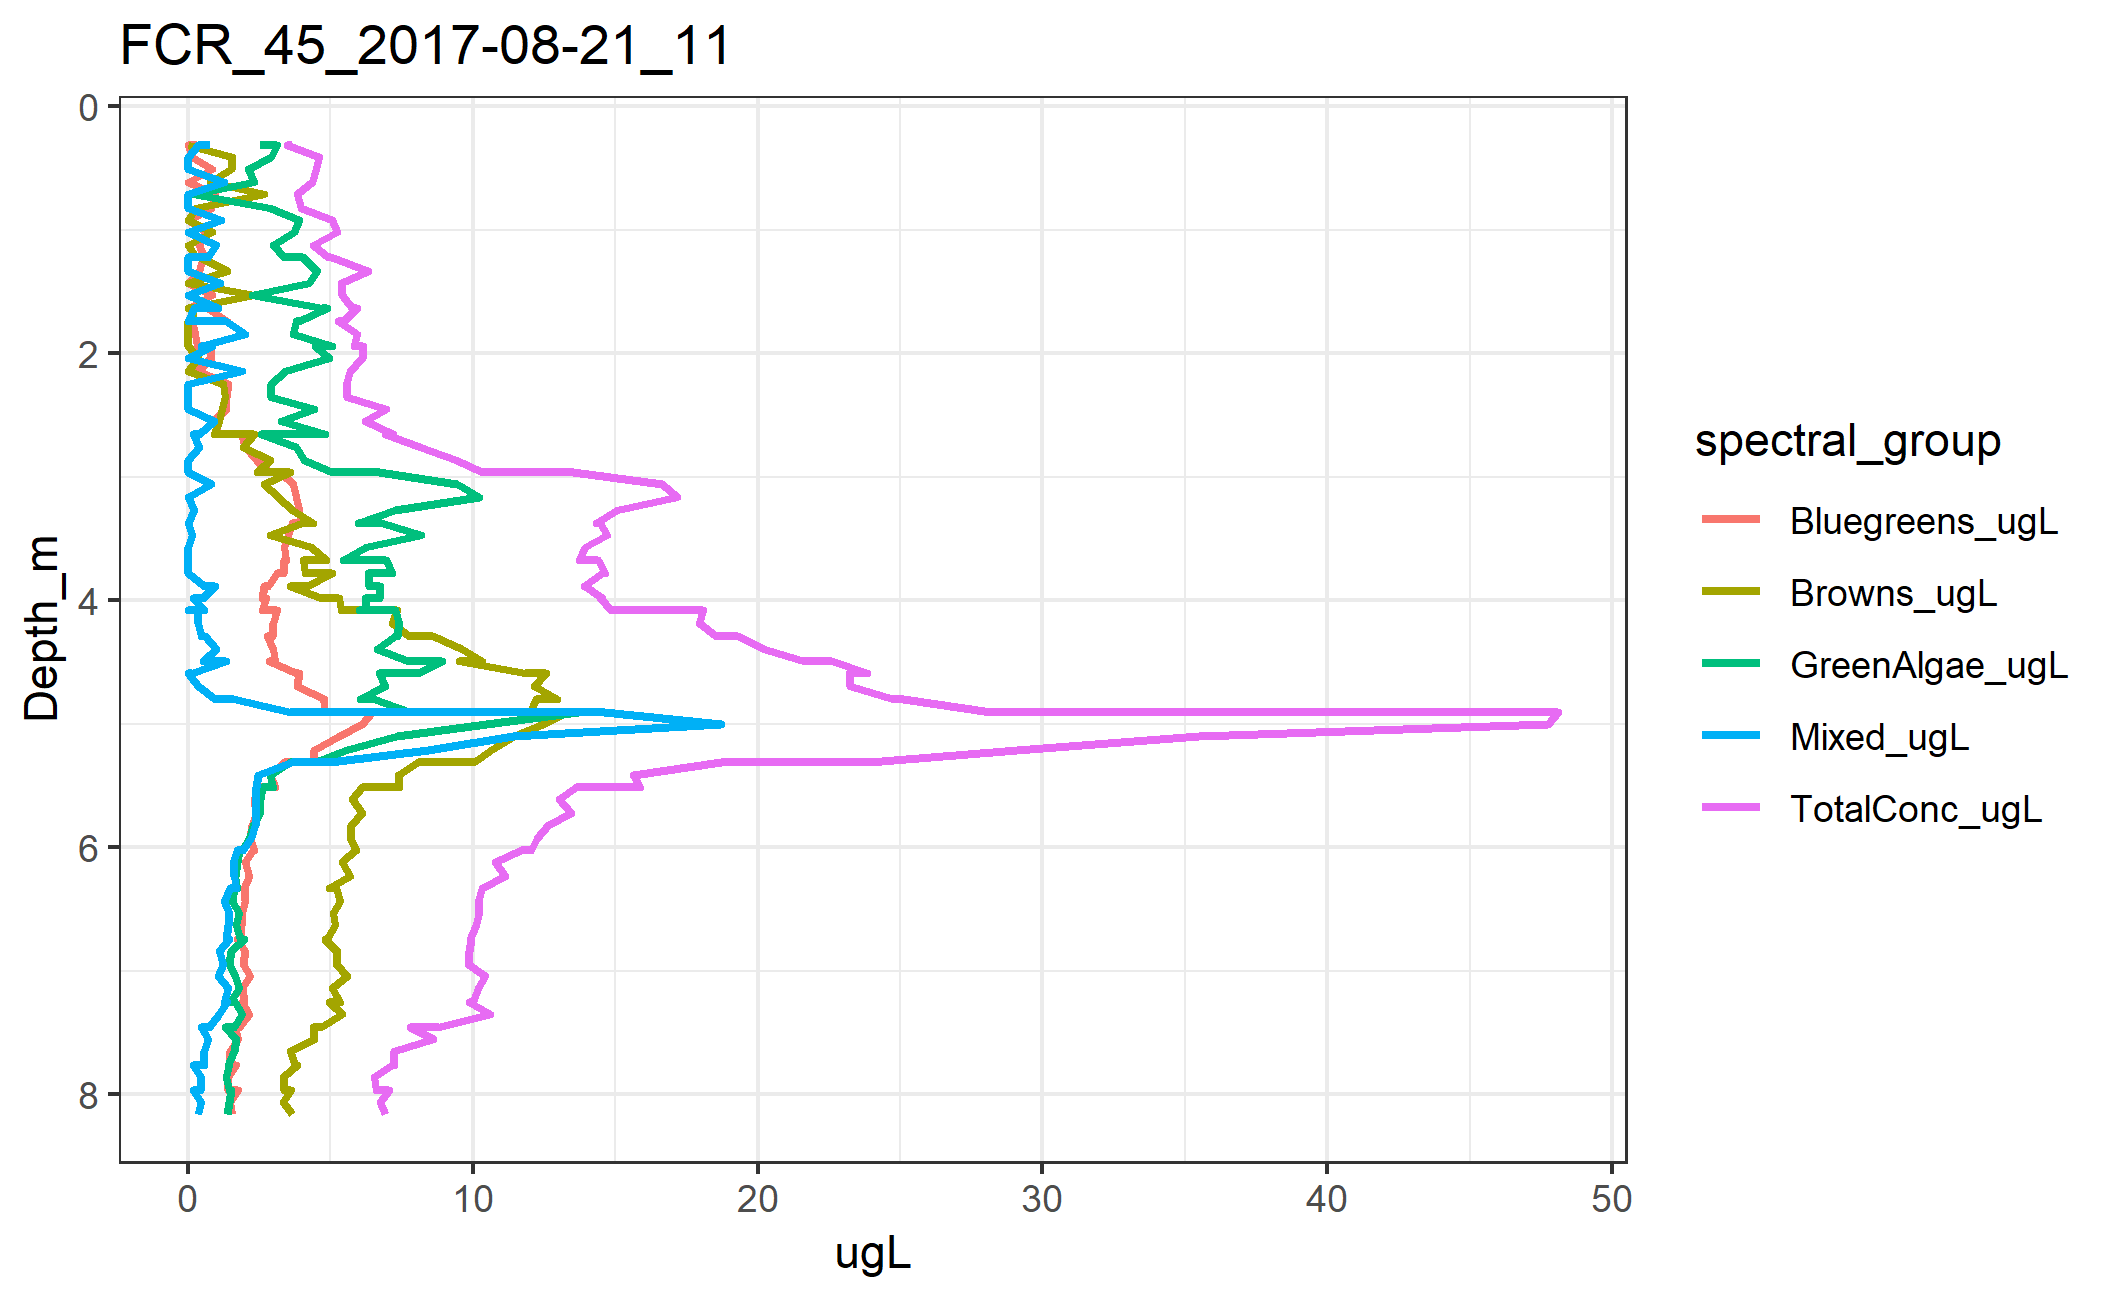 FCR_45_2017-08-21_11
0
2
4
6
8
Depth_m
0 10 20 30 40 50
ugL
spectral_group
Bluegreens_ugL
Browns_ugL
GreenAlgae_ugL
Mixed_ugL
TotalConc_ugL